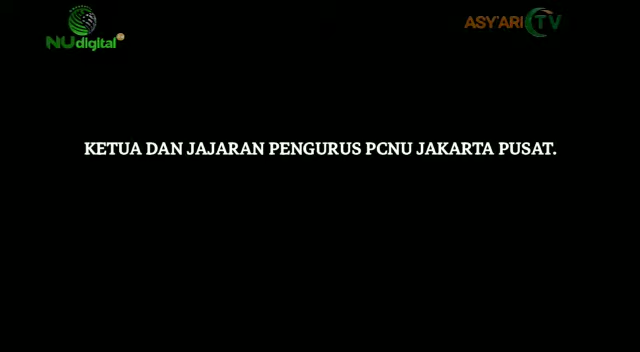 NUdigital
ASY'ARI TV
KETUA DAN JAJARAN PENGURUS PCNU JAKARTA PUSAT.